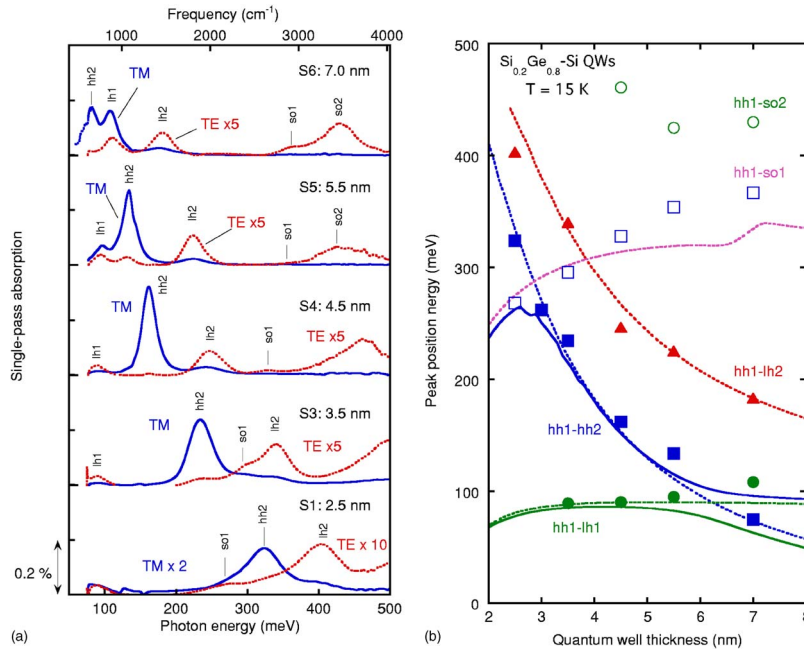 Frequency (cm-1)
1000 2000 3000 4000
hh2
lh1
TM
S6: 7.0 nm
lh2
TE x5
so1
so2
hh2
TM
lh1
lh2
TE x5
S5: 5.5 nm
so1
so2
TM
hh2
S4: 4.5 nm
lh1
lh2
so1
TE x5
TM
hh2
S3: 3.5 nm
lh1
so1
lh2
TE x5
S1: 2.5 nm
0.2 %
TM x 2
so1
hh2
lh2
TE x 10
Single-pass absorption
100 200 300 400 500
Photon energy (meV)
(a)
500
400
300
200
100
0
Peak position nergy (meV)
Si0.2Ge0.8-Si QWs
T = 15 K
hh1-so2
hh1-so1
hh1-lh2
hh1-hh2
hh1-lh1
2 3 4 5 6 7 8
Quantum well thickness (nm)
(b)